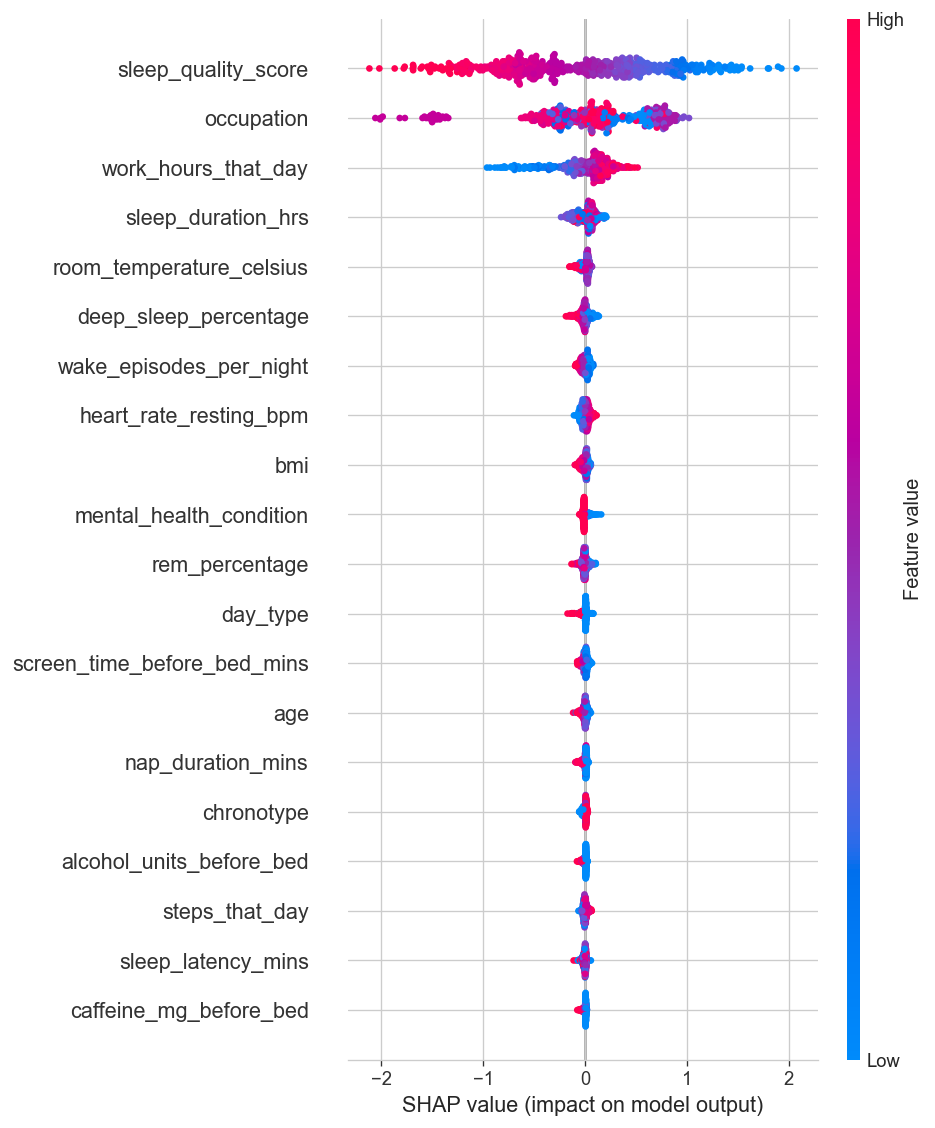 High
sleep_quality_score
occupation
work_hours_that_day
sleep_duration_hrs
room_temperature_celsius
deep_sleep_percentage
wake_episodes_per_night
heart_rate_resting_bpm
bmi
mental_health_condition
rem_percentage
day_type
screen_time_before_bed_mins
age
nap_duration_mins
chronotype
alcohol_units_before_bed
steps_that_day
sleep_latency_mins
caffeine_mg_before_bed
Feature value
Low
−2 −1 0 1 2
SHAP value (impact on model output)